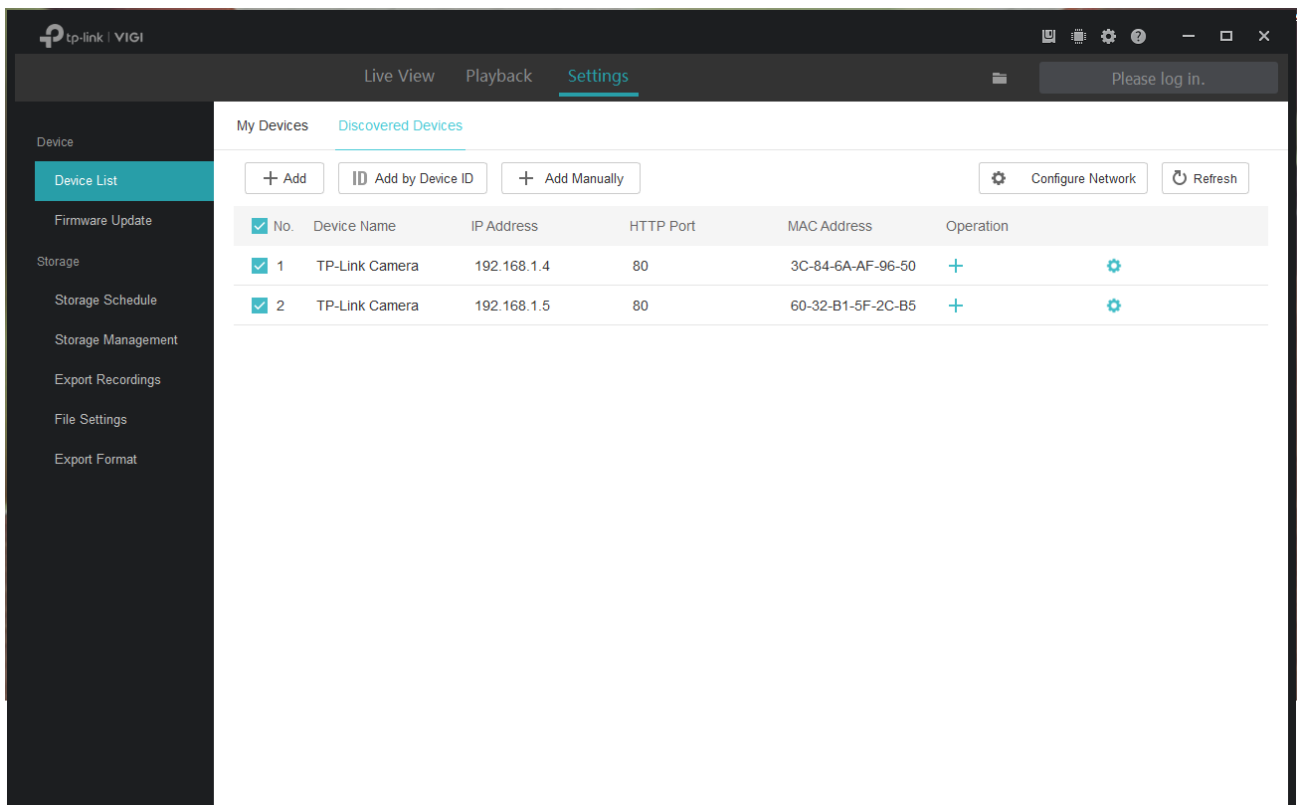 tp-link | VIGI
Live View Playback Settings Please log in.
Device
Device List
Firmware Update
Storage
Storage Schedule
Storage Management
Export Recordings
File Settings
Export Format
My Devices Discovered Devices
+ Add ID Add by Device ID + Add Manually Configure Network Refresh
No. Device Name IP Address HTTP Port MAC Address Operation
1 TP-Link Camera 192.168.1.4 80 3C-84-6A-AF-96-50 +
2 TP-Link Camera 192.168.1.5 80 60-32-B1-5F-2C-B5 +